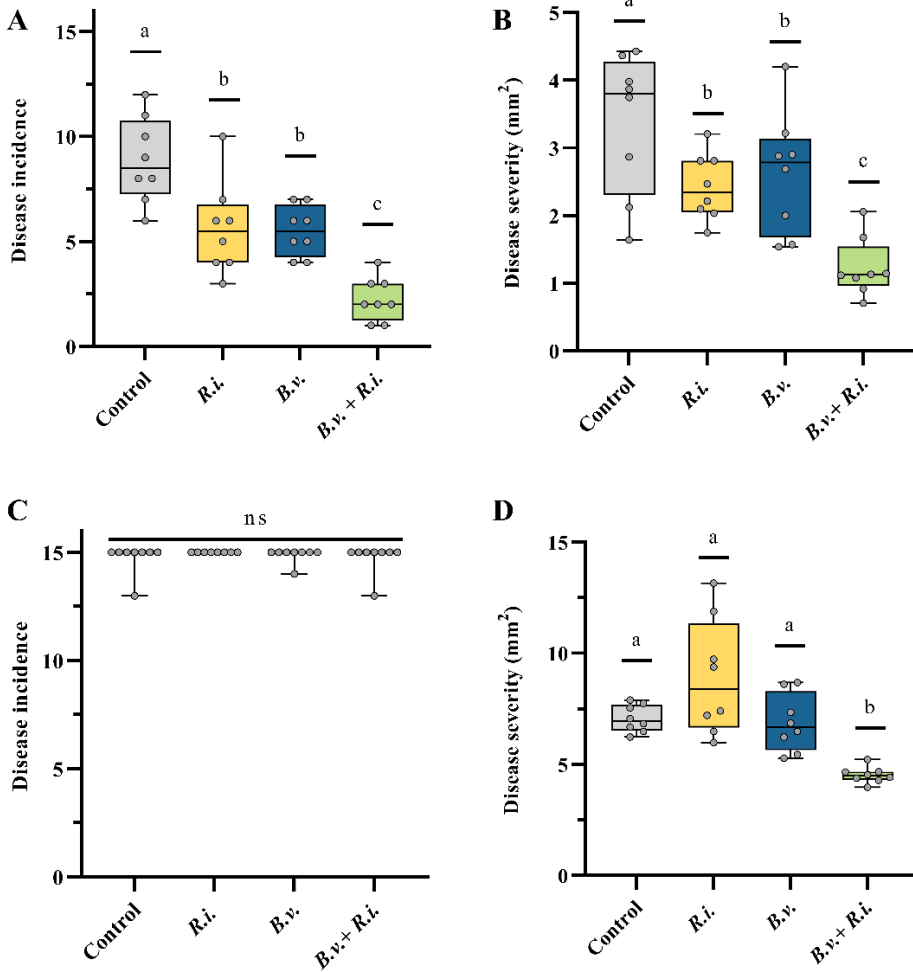 A
Disease incidence
15
10
5
0
a
b
b
c
Control
R.i.
B.v.
B.v. + R.i.
B
Disease severity (mm²)
5
4
3
2
1
0
a
b
b
c
Control
R.i.
B.v.
B.v.+ R.i.
C
Disease incidence
15
10
5
0
ns
Control
R.i.
B.v.
B.v.+ R.i.
D
Disease severity (mm²)
15
10
5
0
a
a
a
b
Control
R.i.
B.v.
B.v.+ R.i.